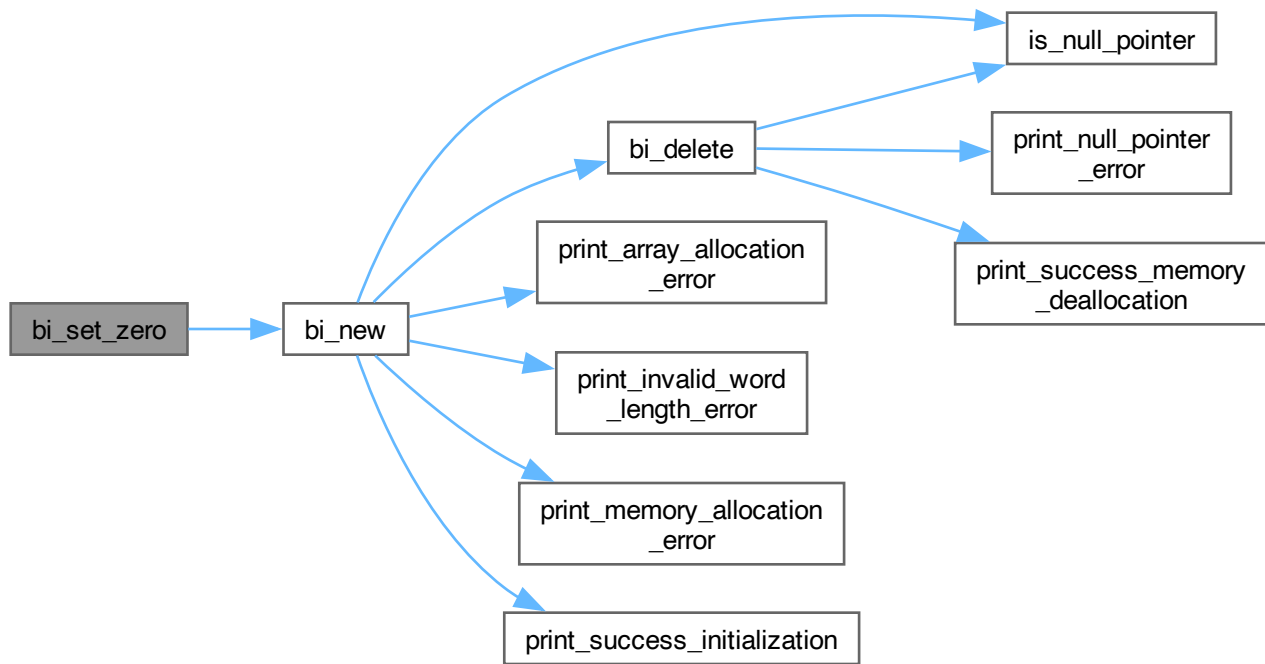 is_null_pointer
print_null_pointer
_error
bi_delete
print_array_allocation
_error
print_success_memory
_deallocation
bi_set_zero
bi_new
print_invalid_word
_length_error
print_memory_allocation
_error
print_success_initialization